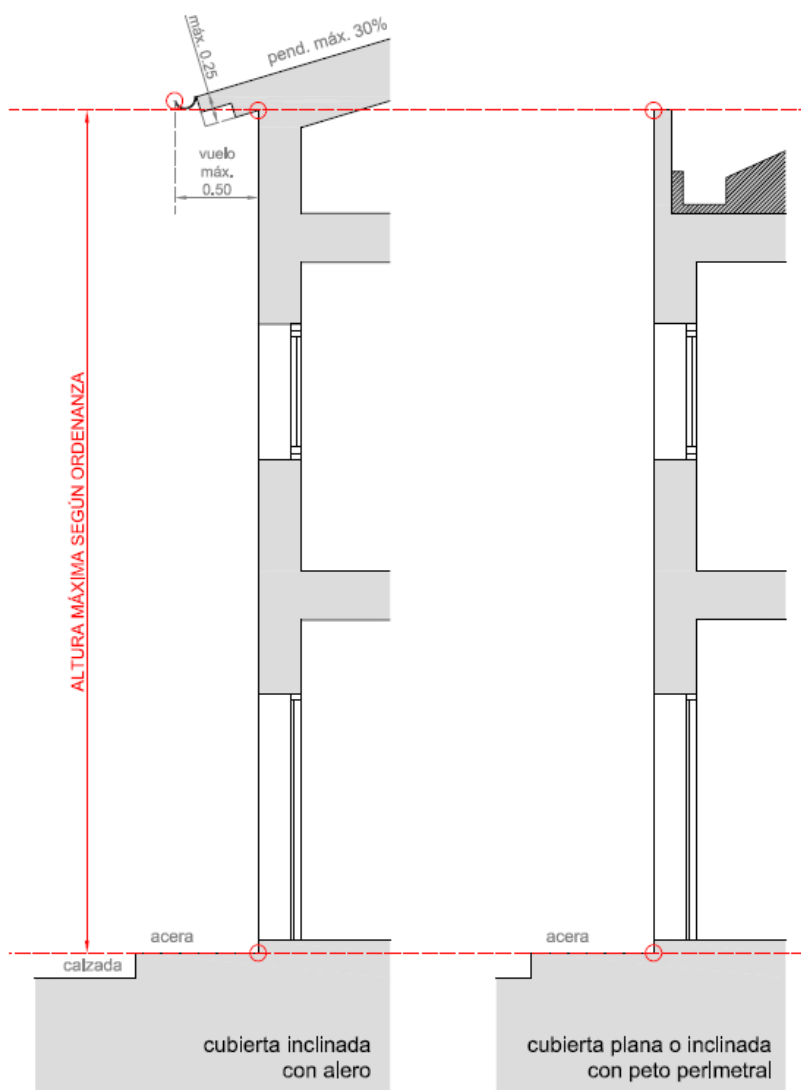 máx. 0.25
pend. máx. 30%
vuelo
máx.
0.50
ALTURA MÁXIMA SEGÚN ORDENANZA
acera
calzada
acera
cubierta inclinada
con alero
cubierta plana o inclinada
con peto perimetral